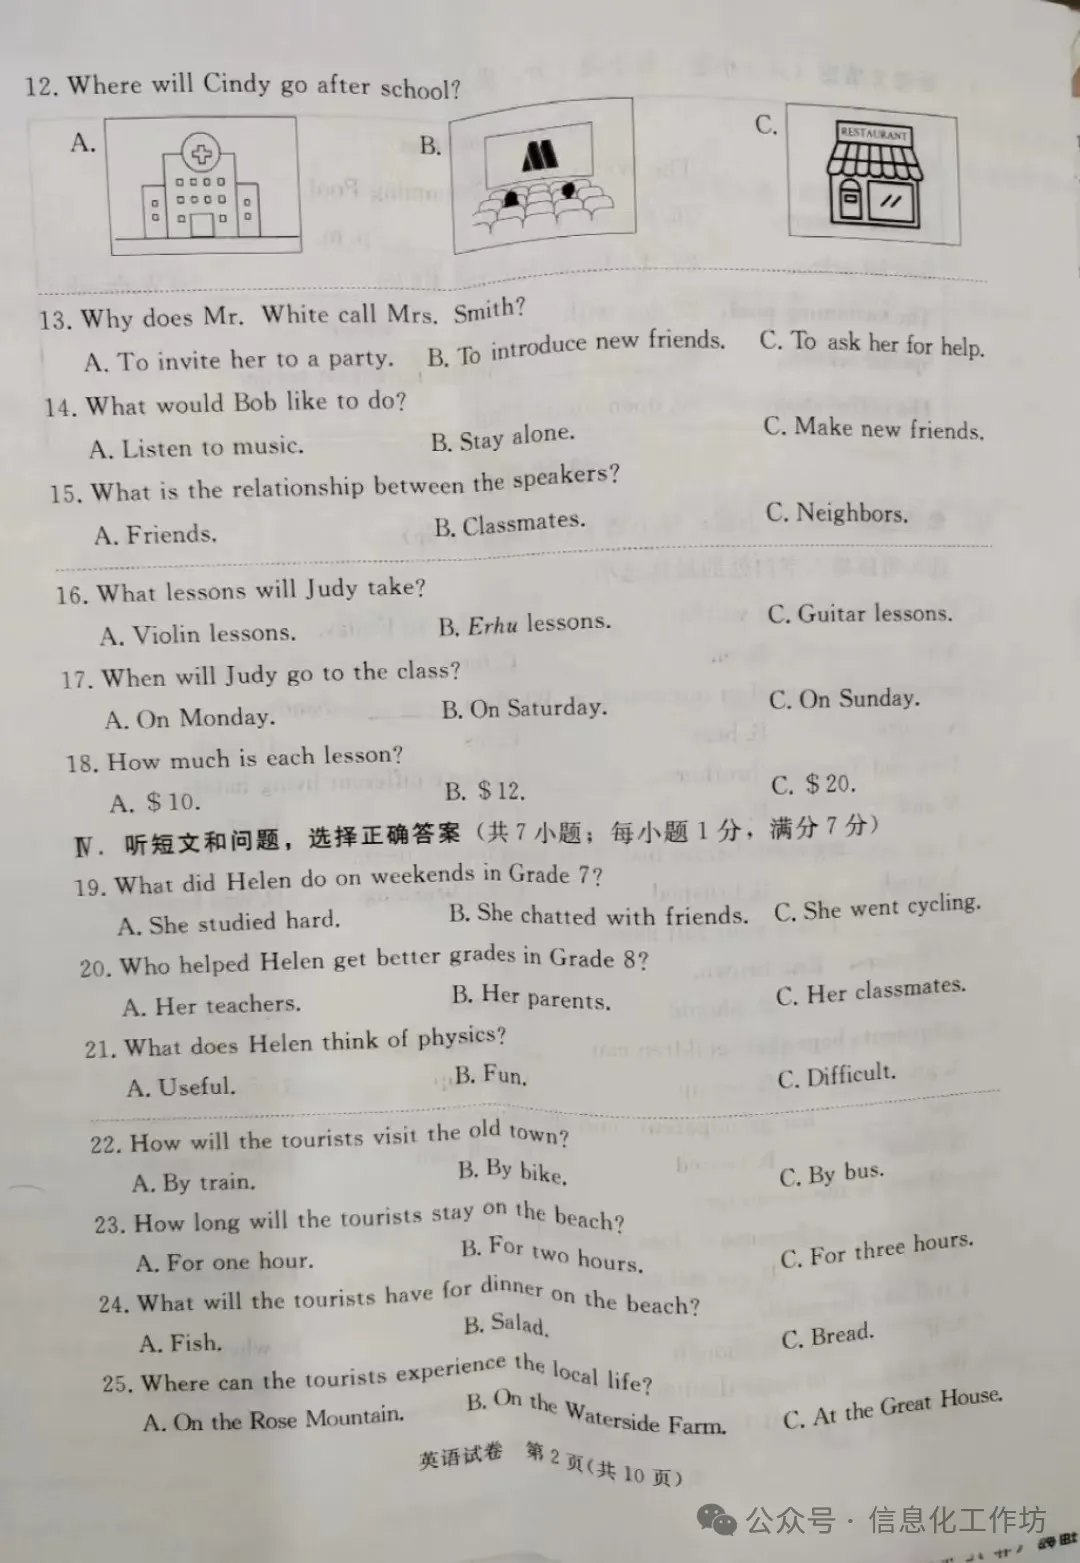 12. Where will Cindy go after school?
A. B. C.
RESTAURANT
13. Why does Mr. White call Mrs. Smith?
A. To invite her to a party. B. To introduce new friends. C. To ask her for help.
14. What would Bob like to do?
A. Listen to music. B. Stay alone. C. Make new friends.
15. What is the relationship between the speakers?
A. Friends. B. Classmates. C. Neighbors.
16. What lessons will Judy take?
A. Violin lessons. B. Erhu lessons. C. Guitar lessons.
17. When will Judy go to the class?
A. On Monday. B. On Saturday. C. On Sunday.
18. How much is each lesson?
A. $10. B. $12. C. $20.
Ⅳ. 听短文和问题，选择正确答案（共7小题；每小题1分，满分7分）
19. What did Helen do on weekends in Grade 7?
A. She studied hard. B. She chatted with friends. C. She went cycling.
20. Who helped Helen get better grades in Grade 8?
A. Her teachers. B. Her parents. C. Her classmates.
21. What does Helen think of physics?
A. Useful. B. Fun. C. Difficult.
22. How will the tourists visit the old town?
A. By train. B. By bike. C. By bus.
23. How long will the tourists stay on the beach?
A. For one hour. B. For two hours. C. For three hours.
24. What will the tourists have for dinner on the beach?
A. Fish. B. Salad. C. Bread.
25. Where can the tourists experience the local life?
A. On the Rose Mountain. B. On the Waterside Farm. C. At the Great House.
英语试卷 第2页(共10页)
公众号·信息化工作坊